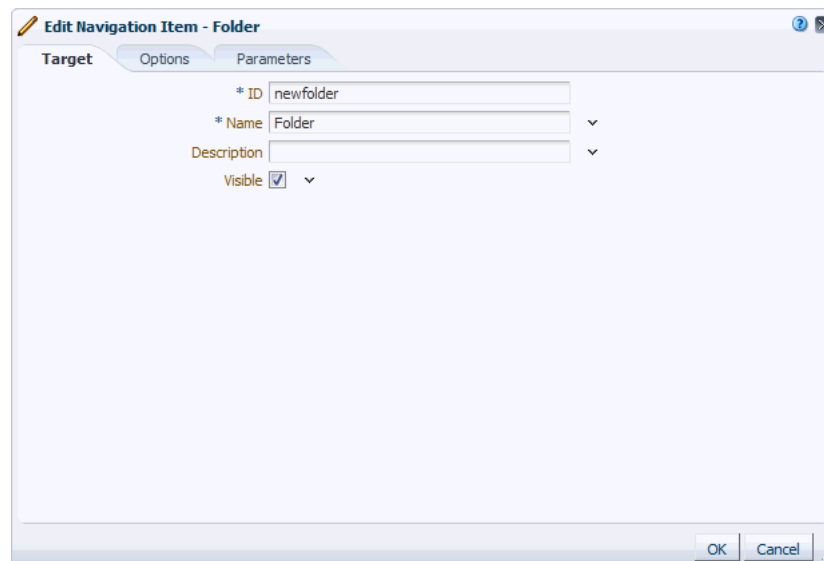 Edit Navigation Item - Folder
Target Options Parameters
* ID newfolder
* Name Folder
Description
Visible
OK Cancel